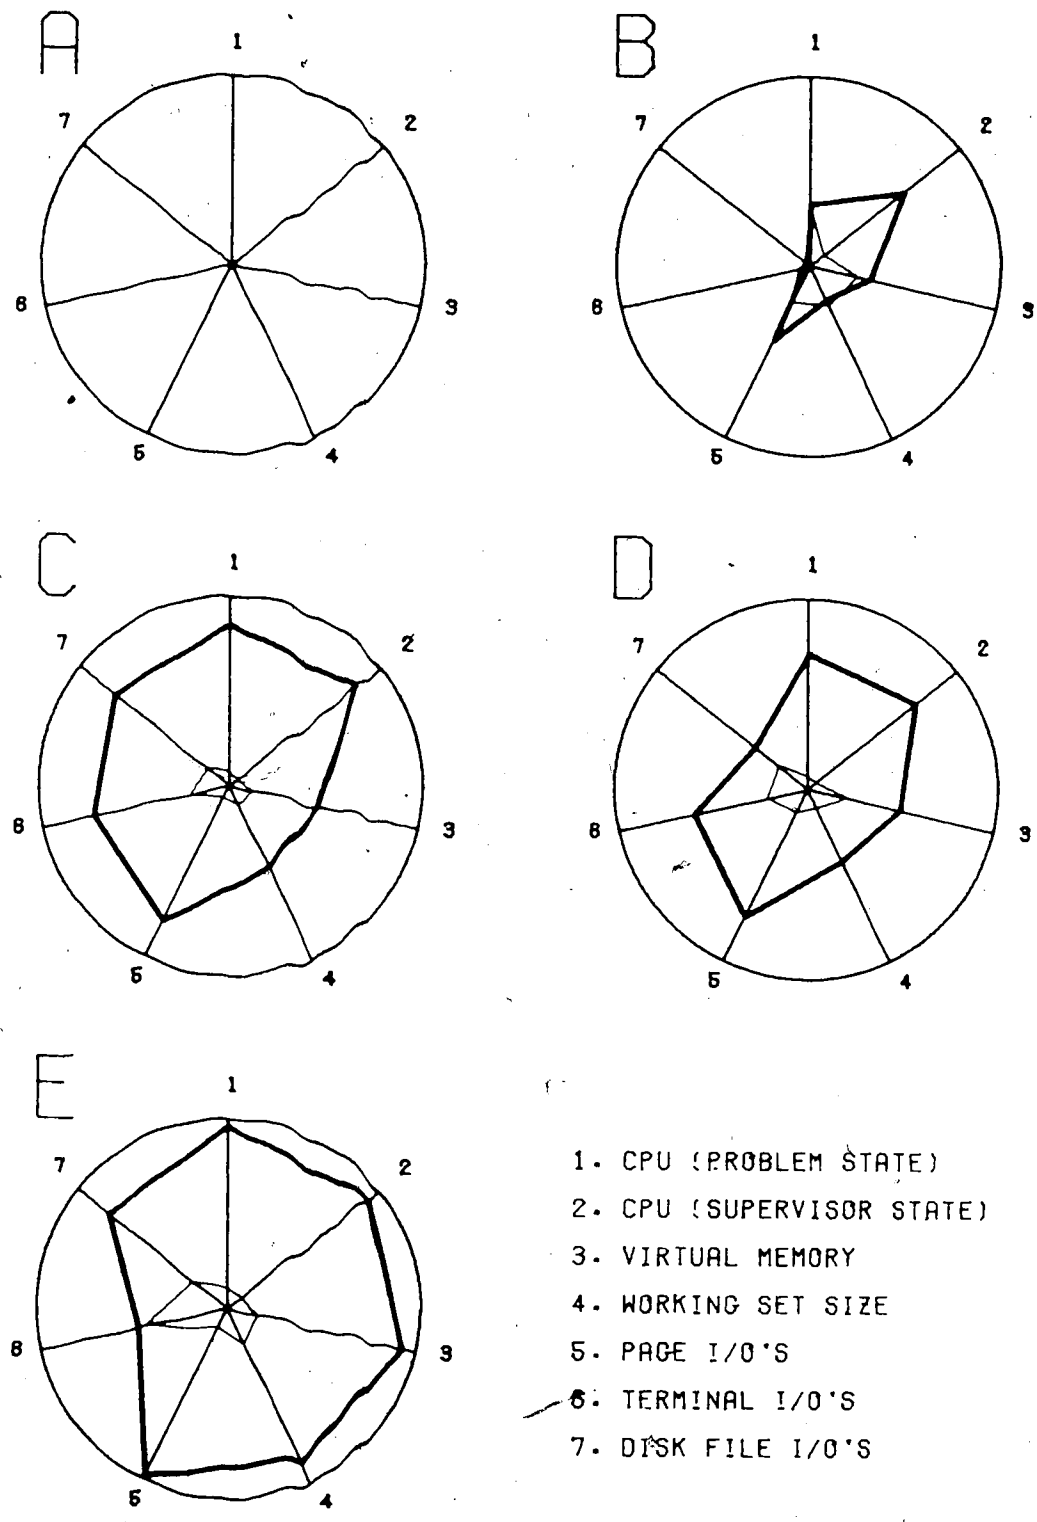 A
1
2
3
4
5
6
7
B
1
2
3
4
5
6
7
C
1
2
3
4
5
6
7
D
1
2
3
4
5
6
7
E
1
2
3
4
5
6
7
1. CPU (PROBLEM STATE)
2. CPU (SUPERVISOR STATE)
3. VIRTUAL MEMORY
4. WORKING SET SIZE
5. PAGE I/O'S
6. TERMINAL I/O'S
7. DISK FILE I/O'S